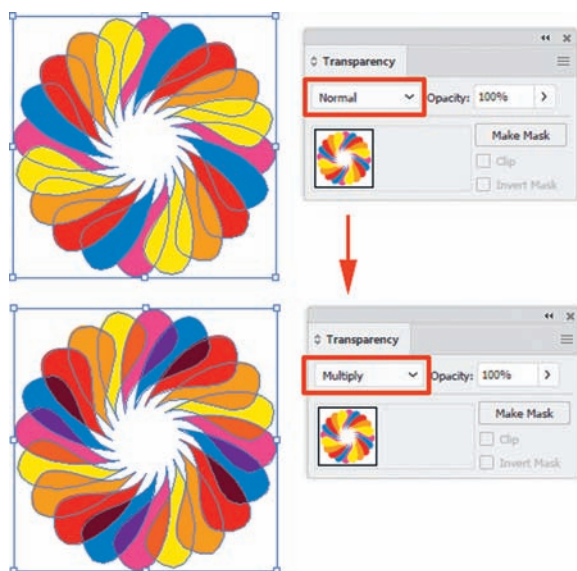 Transparency
Normal Opacity: 100%
Make Mask
Clip
Invert Mask
Transparency
Multiply Opacity: 100%
Make Mask
Clip
Invert Mask